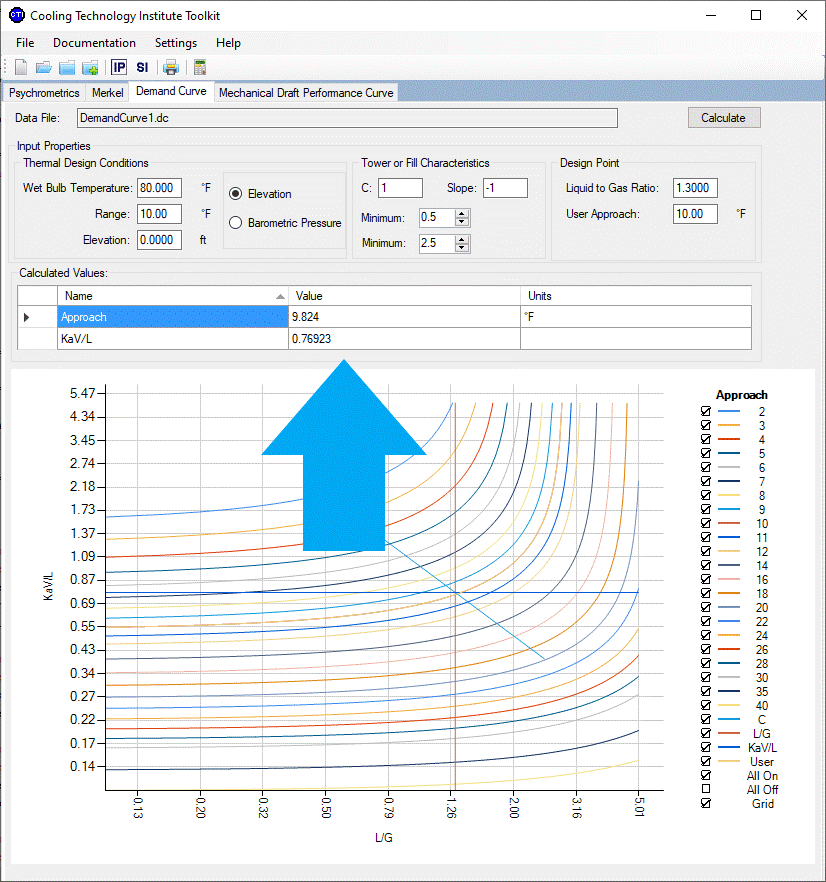 CTI Cooling Technology Institute Toolkit
File Documentation Settings Help
IP SI
Psychrometrics Merkel Demand Curve Mechanical Draft Performance Curve
Data File: DemandCurve1.dc Calculate
Input Properties
Thermal Design Conditions Tower or Fill Characteristics Design Point
Wet Bulb Temperature: 80.000 °F Elevation C: 1 Slope: -1 Liquid to Gas Ratio: 1.3000
Range: 10.00 °F Barometric Pressure Minimum: 0.5 User Approach: 10.00 °F
Elevation: 0.0000 ft Minimum: 2.5
Calculated Values:
Name Value Units
Approach 9.824 °F
KaV/L 0.76923
Approach
2
3
4
5
6
7
8
9
10
11
12
14
16
18
20
22
24
26
28
30
35
40
C
L/G
KaV/L
User
All On
All Off
Grid
5.47
4.34
3.45
2.74
2.18
1.73
1.37
1.09
0.87
0.69
0.55
0.43
0.34
0.27
0.22
0.17
0.14
KaV/L
0.13 0.20 0.32 0.50 0.79 1.26 2.00 3.16 5.01
L/G